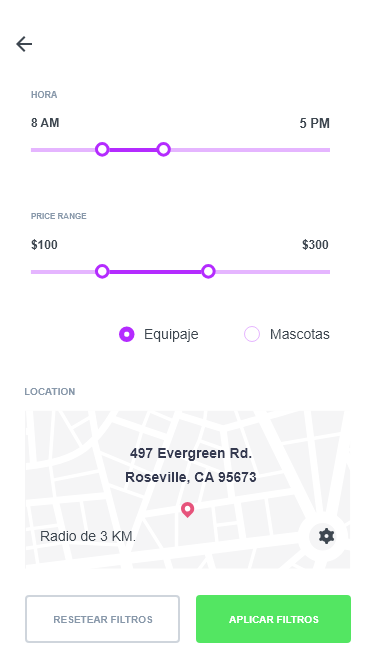 HORA
8 AM 5 PM
PRICE RANGE
$100 $300
Equipaje Mascotas
LOCATION
497 Evergreen Rd.
Roseville, CA 95673
Radio de 3 KM.
RESETEAR FILTROS APLICAR FILTROS